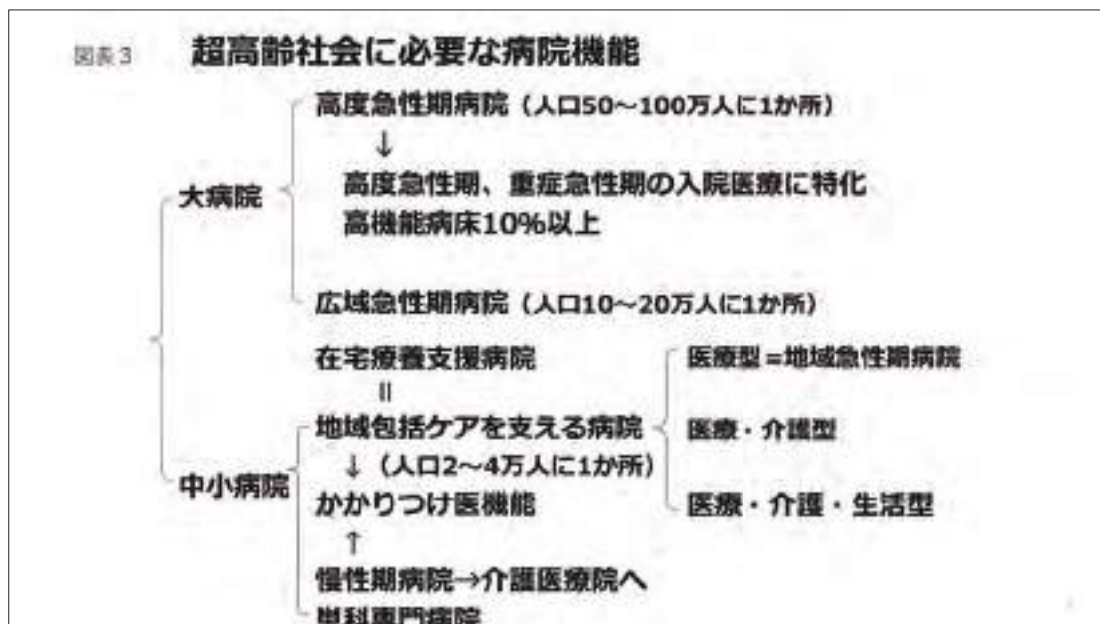 図表3 超高齢社会に必要な病院機能
高度急性期病院（人口50〜100万人に1か所）
↓
大病院
高度急性期、重症急性期の入院医療に特化
高機能病床10%以上
広域急性期病院（人口10〜20万人に1か所）
在宅療養支援病院
医療型=地域急性期病院
=
地域包括ケアを支える病院
医療・介護型
↓（人口2〜4万人に1か所）
中小病院
かかりつけ医機能
医療・介護・生活型
↑
慢性期病院→介護医療院へ
単科専門病院